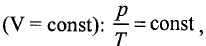 (V = const): p/T = const,